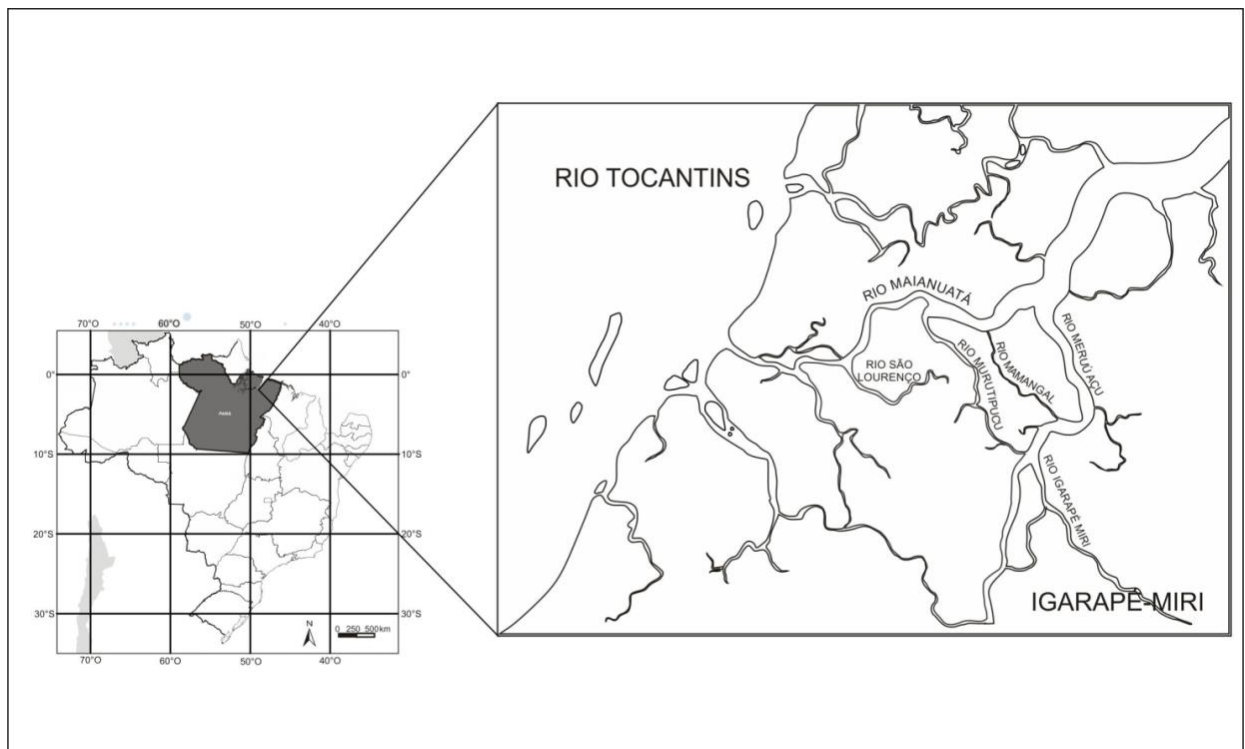 70°O 60°O 50°O 40°O
0° 0°
PARÁ
10°S 10°S
20°S 20°S
30°S 30°S
N
0 250 500km
70°O 60°O 50°O 40°O
RIO TOCANTINS
RIO MAIANUATÁ
RIO SÃO
LOURENÇO
RIO MURUTIPUCU
RIO MAMANGAL
RIO MERUÚ AÇU
RIO IGARAPÉ MIRI
IGARAPÉ-MIRI